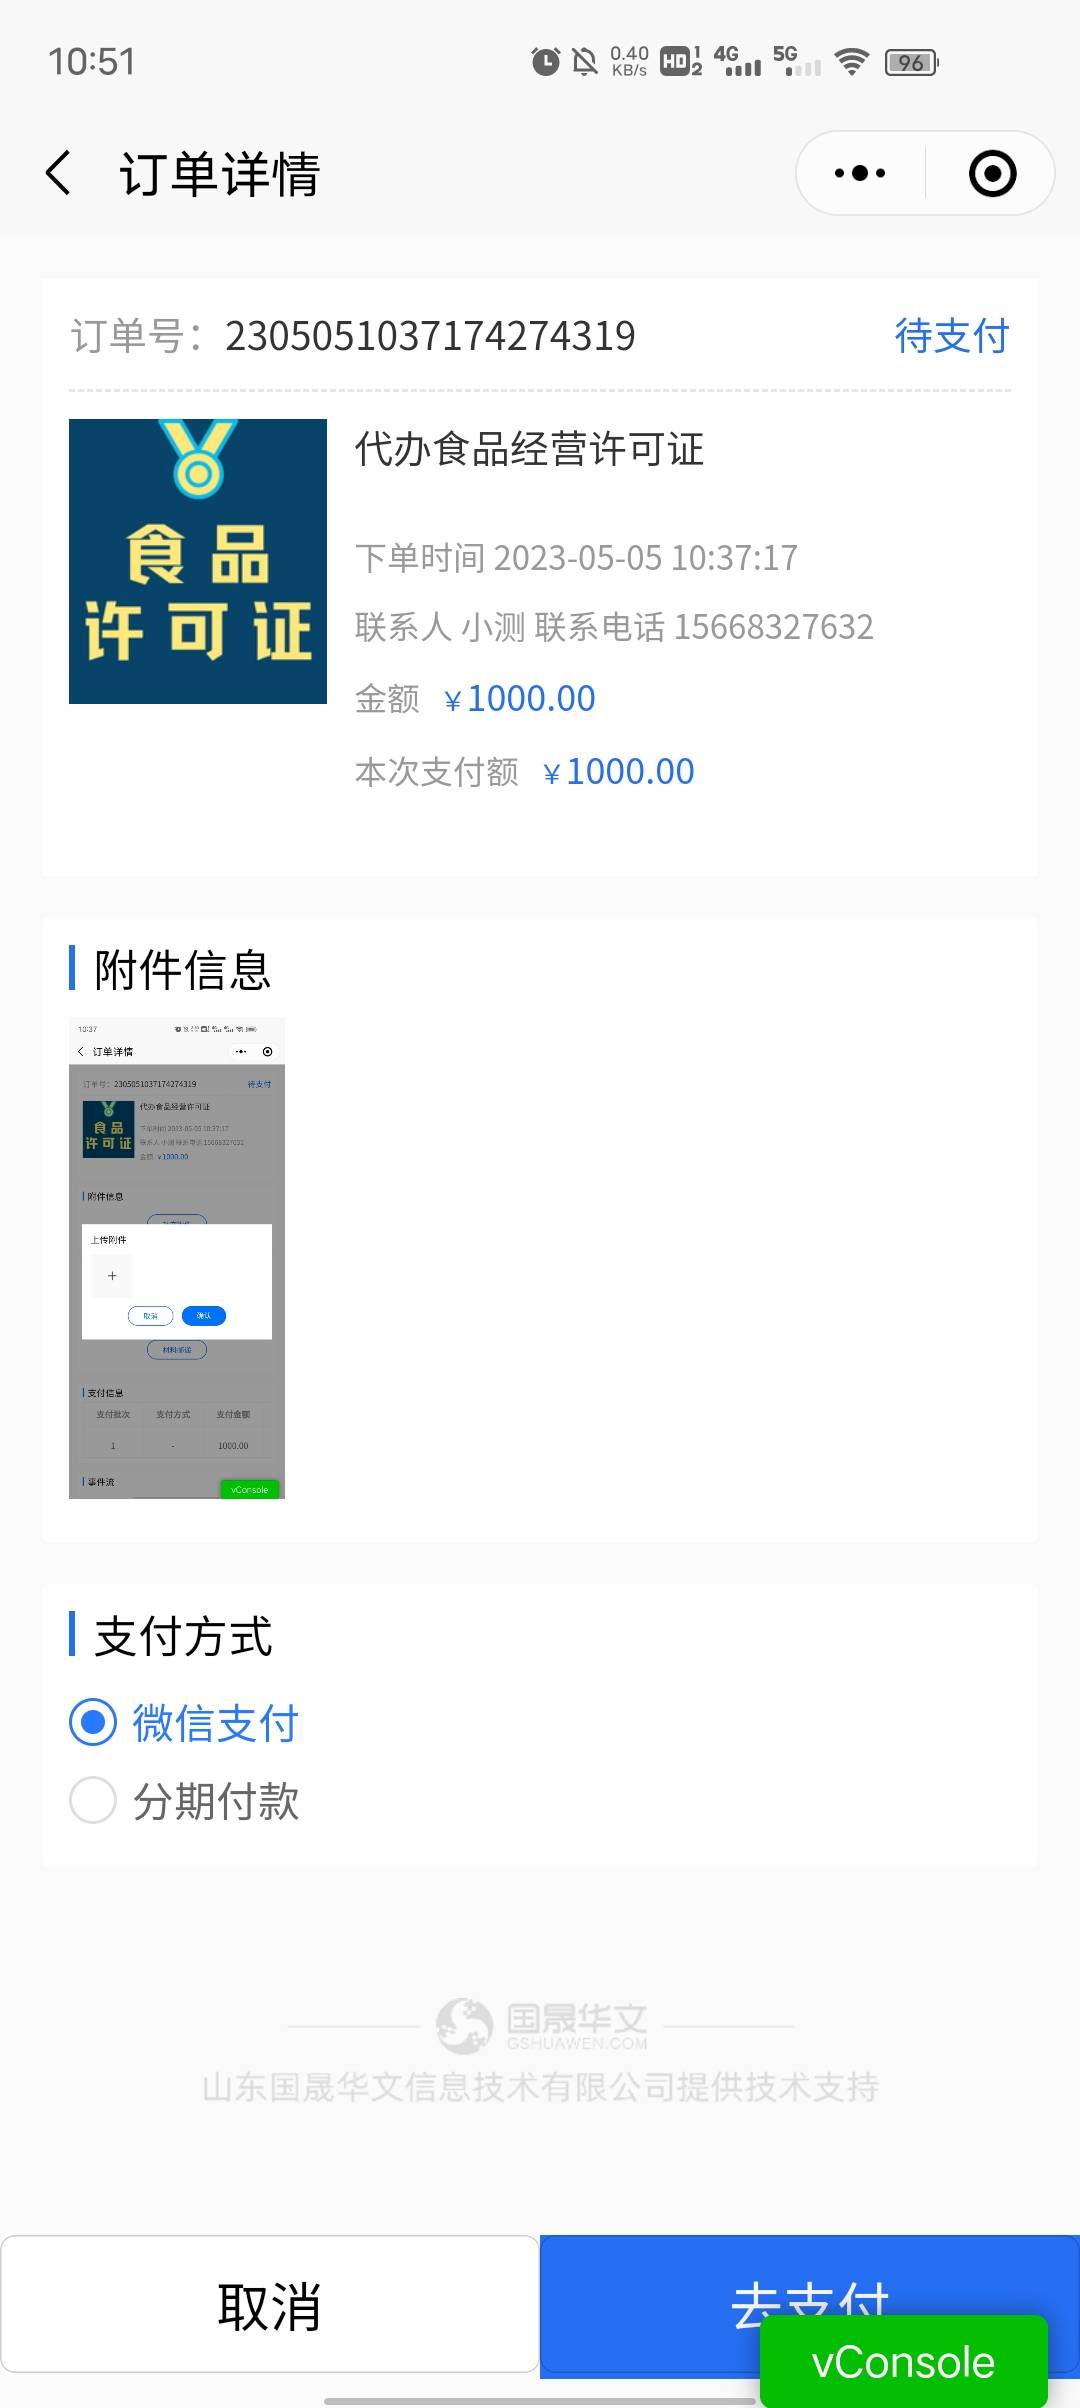 10:51
0.40 KB/s HD 1 2 4G 5G 96
订单详情
订单号：2305051037174274319 待支付
代办食品经营许可证
食品
许可证
下单时间 2023-05-05 10:37:17
联系人 小测 联系电话 15668327632
金额 ￥1000.00
本次支付额 ￥1000.00
附件信息
10:37
订单详情
订单号：2305051037174274319 待支付
代办食品经营许可证
食品
许可证
下单时间 2023-05-05 10:37:17
联系人 小测 联系电话 15668327632
金额 ￥1000.00
附件信息
上传附件
+
取消 确认
材料邮递
支付信息
支付批次 支付方式 支付金额
1 - 1000.00
事件流
vConsole
支付方式
微信支付
分期付款
国晟华文
GSHUAWEN.COM
山东国晟华文信息技术有限公司提供技术支持
取消
去支付
vConsole